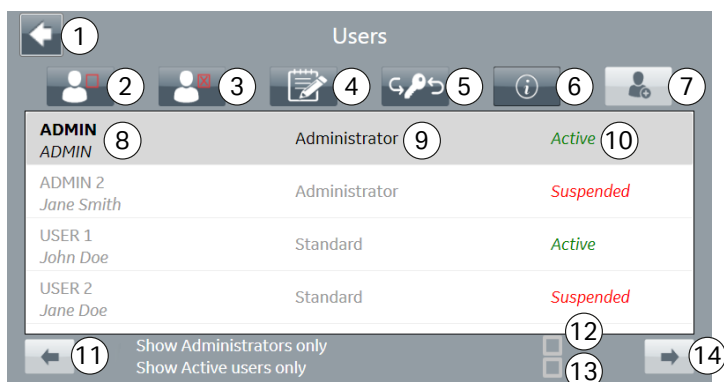 1
Users
2
3
4
5
i
6
7
ADMIN
ADMIN
8
Administrator
9
Active
10
ADMIN 2
Jane Smith
Administrator
Suspended
USER 1
John Doe
Standard
Active
USER 2
Jane Doe
Standard
Suspended
11
Show Administrators only
12
Show Active users only
13
14